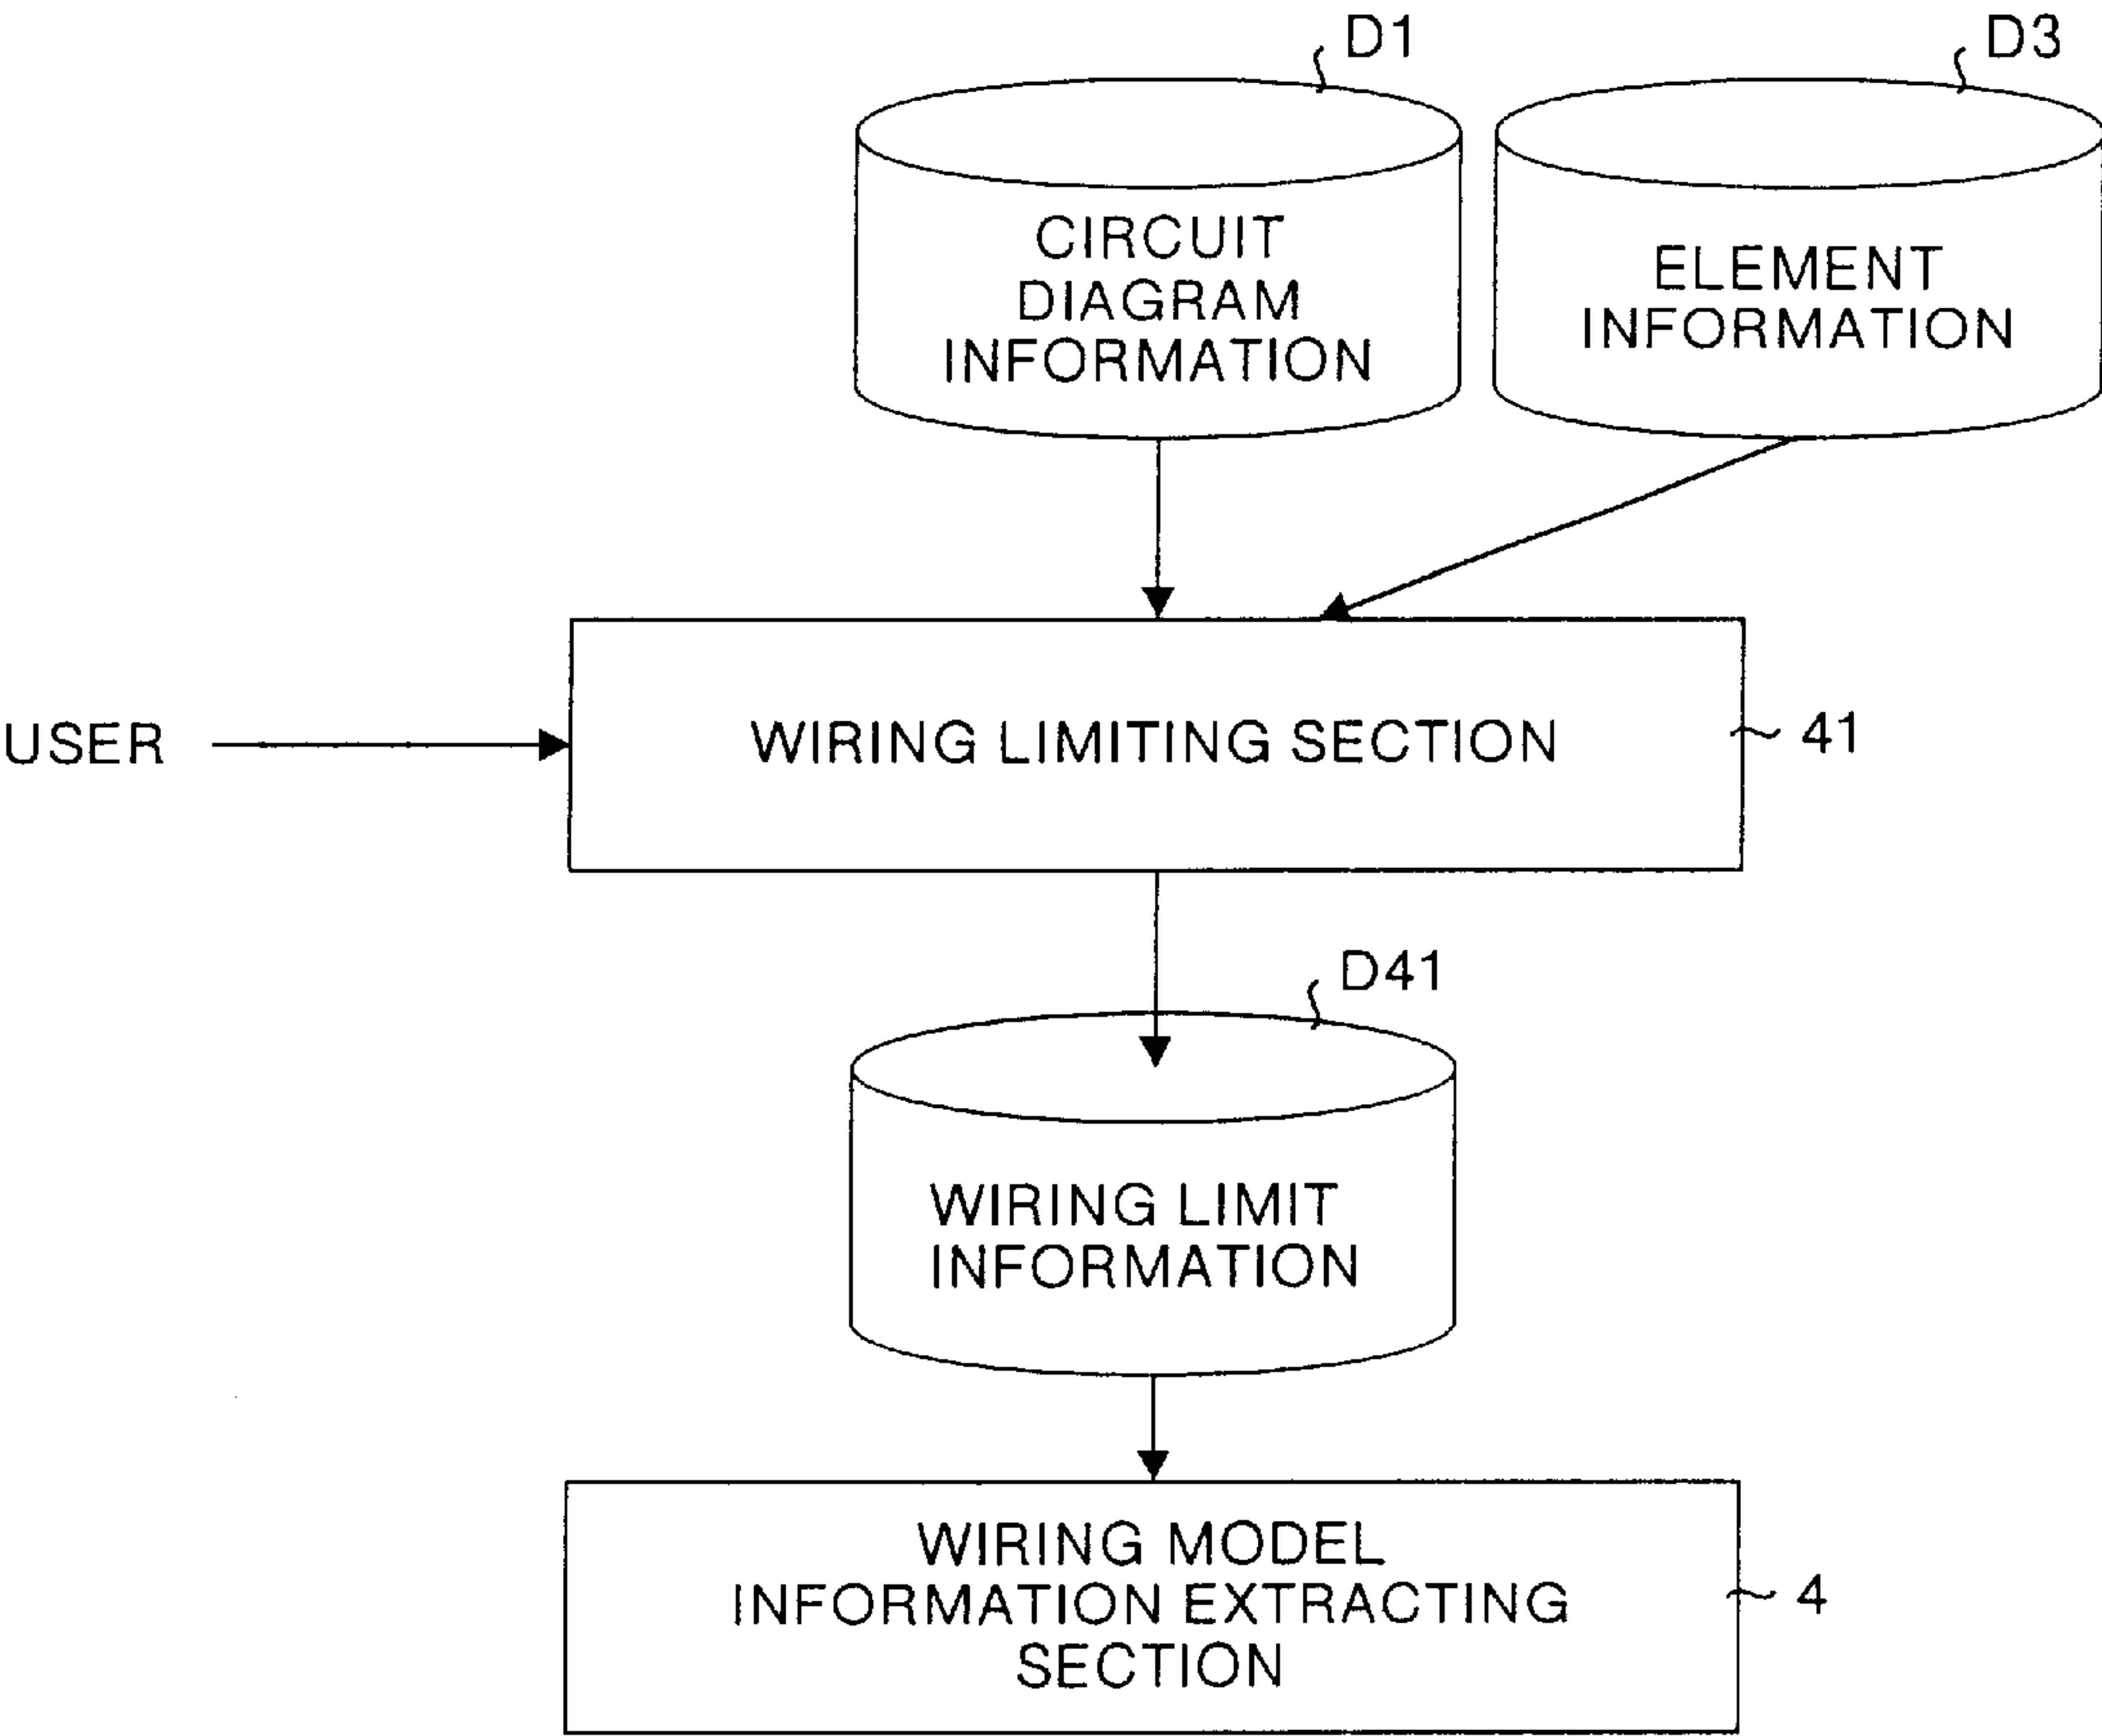 D1
D3
CIRCUIT
DIAGRAM
INFORMATION
ELEMENT
INFORMATION
USER
WIRING LIMITING SECTION
41
D41
WIRING LIMIT
INFORMATION
WIRING MODEL
INFORMATION EXTRACTING
SECTION
4